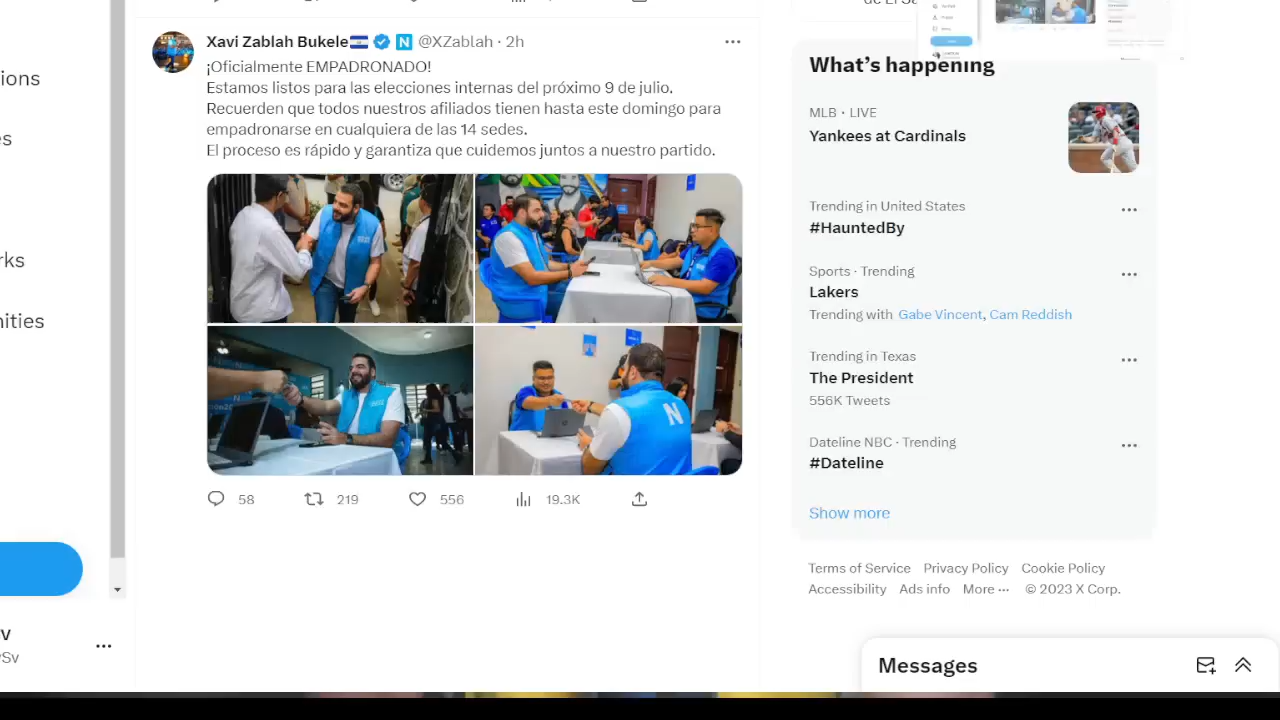 Xavi Zablah Bukele N @XZablah · 2h
¡Oficialmente EMPADRONADO!
Estamos listos para las elecciones internas del próximo 9 de julio.
Recuerden que todos nuestros afiliados tienen hasta este domingo para
empadronarse en cualquiera de las 14 sedes.
El proceso es rápido y garantiza que cuidemos juntos a nuestro partido.
N
58 219 556 19.3K
ions
s
rks
nities
v
Sv
What's happening
MLB · LIVE
Yankees at Cardinals
Trending in United States
#HauntedBy
Sports · Trending
Lakers
Trending with Gabe Vincent, Cam Reddish
Trending in Texas
The President
556K Tweets
Dateline NBC · Trending
#Dateline
Show more
Terms of Service Privacy Policy Cookie Policy
Accessibility Ads info More ··· © 2023 X Corp.
Messages